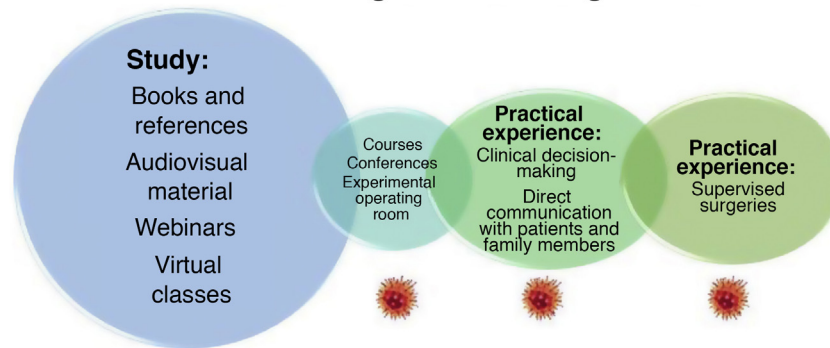 Study:
Books and
references
Audiovisual
material
Webinars
Virtual
classes
Courses
Conferences
Experimental
operating
room
Practical
experience:
Clinical decision-
making
Direct
communication
with patients and
family members
Practical
experience:
Supervised
surgeries